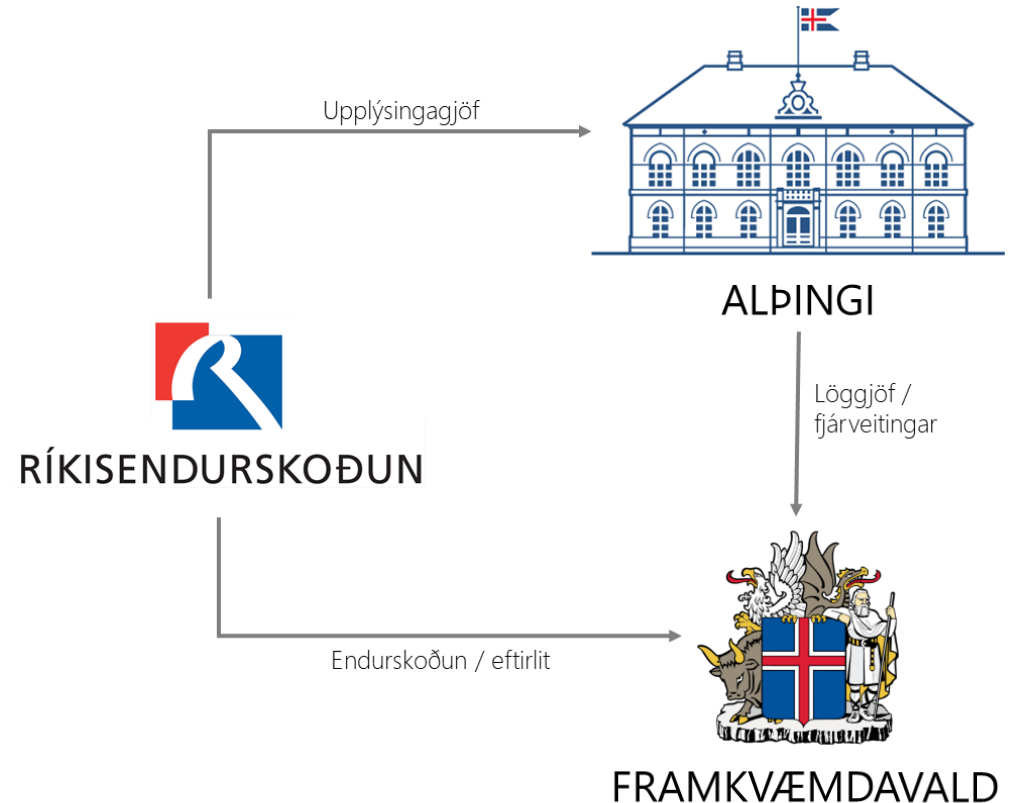 Upplýsingagjöf
ALÞINGI
Löggjöf /
fjárveitingar
RÍKISENDURSKOÐUN
Endurskoðun / eftirlit
FRAMKVÆMDAVALD